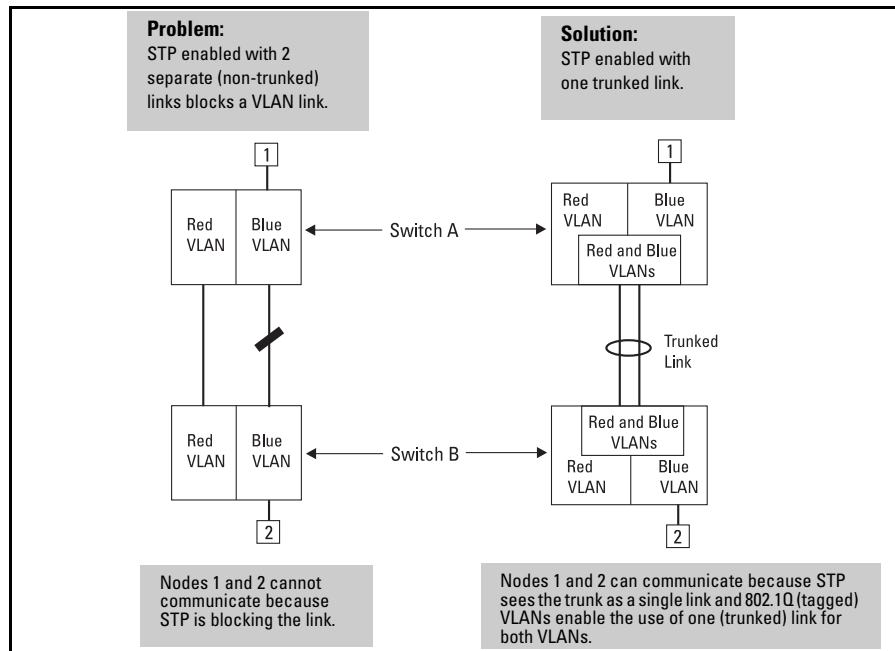 Problem:
STP enabled with 2
separate (non-trunked)
links blocks a VLAN link.
Solution:
STP enabled with
one trunked link.
1
1
Red
VLAN
Blue
VLAN
Switch A
Red
VLAN
Blue
VLAN
Red and Blue
VLANs
Trunked
Link
Red
VLAN
Blue
VLAN
Switch B
Red and Blue
VLANs
Red
VLAN
Blue
VLAN
2
2
Nodes 1 and 2 cannot
communicate because
STP is blocking the link.
Nodes 1 and 2 can communicate because STP
sees the trunk as a single link and 802.1Q (tagged)
VLANs enable the use of one (trunked) link for
both VLANs.